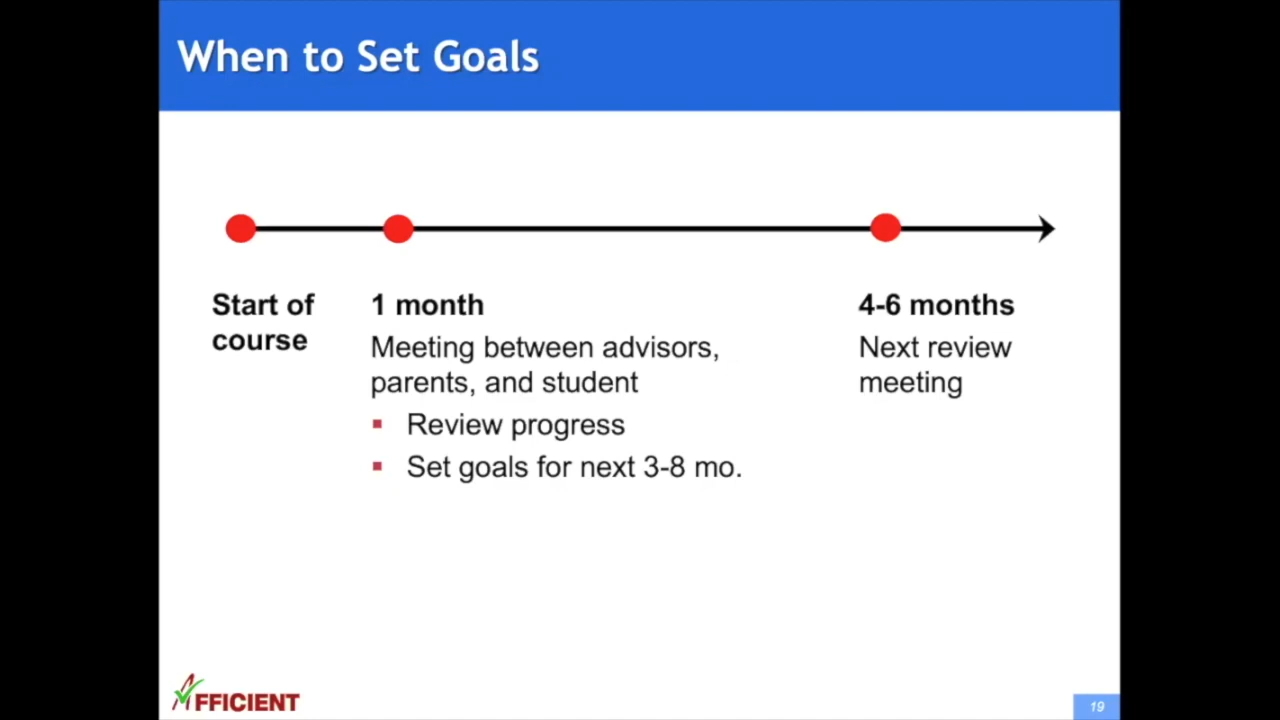 When to Set Goals
Start of
course
1 month
Meeting between advisors,
parents, and student
Review progress
Set goals for next 3-8 mo.
4-6 months
Next review
meeting
AFFICIENT
19